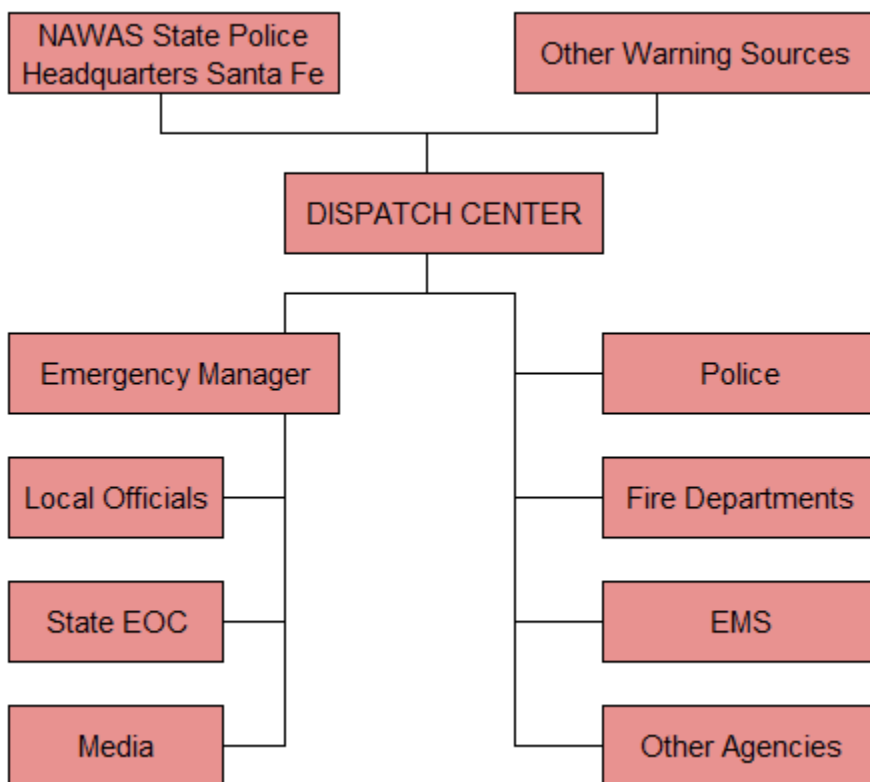 NAWAS State Police
Headquarters Santa Fe
Other Warning Sources
DISPATCH CENTER
Emergency Manager
Police
Local Officials
Fire Departments
State EOC
EMS
Media
Other Agencies